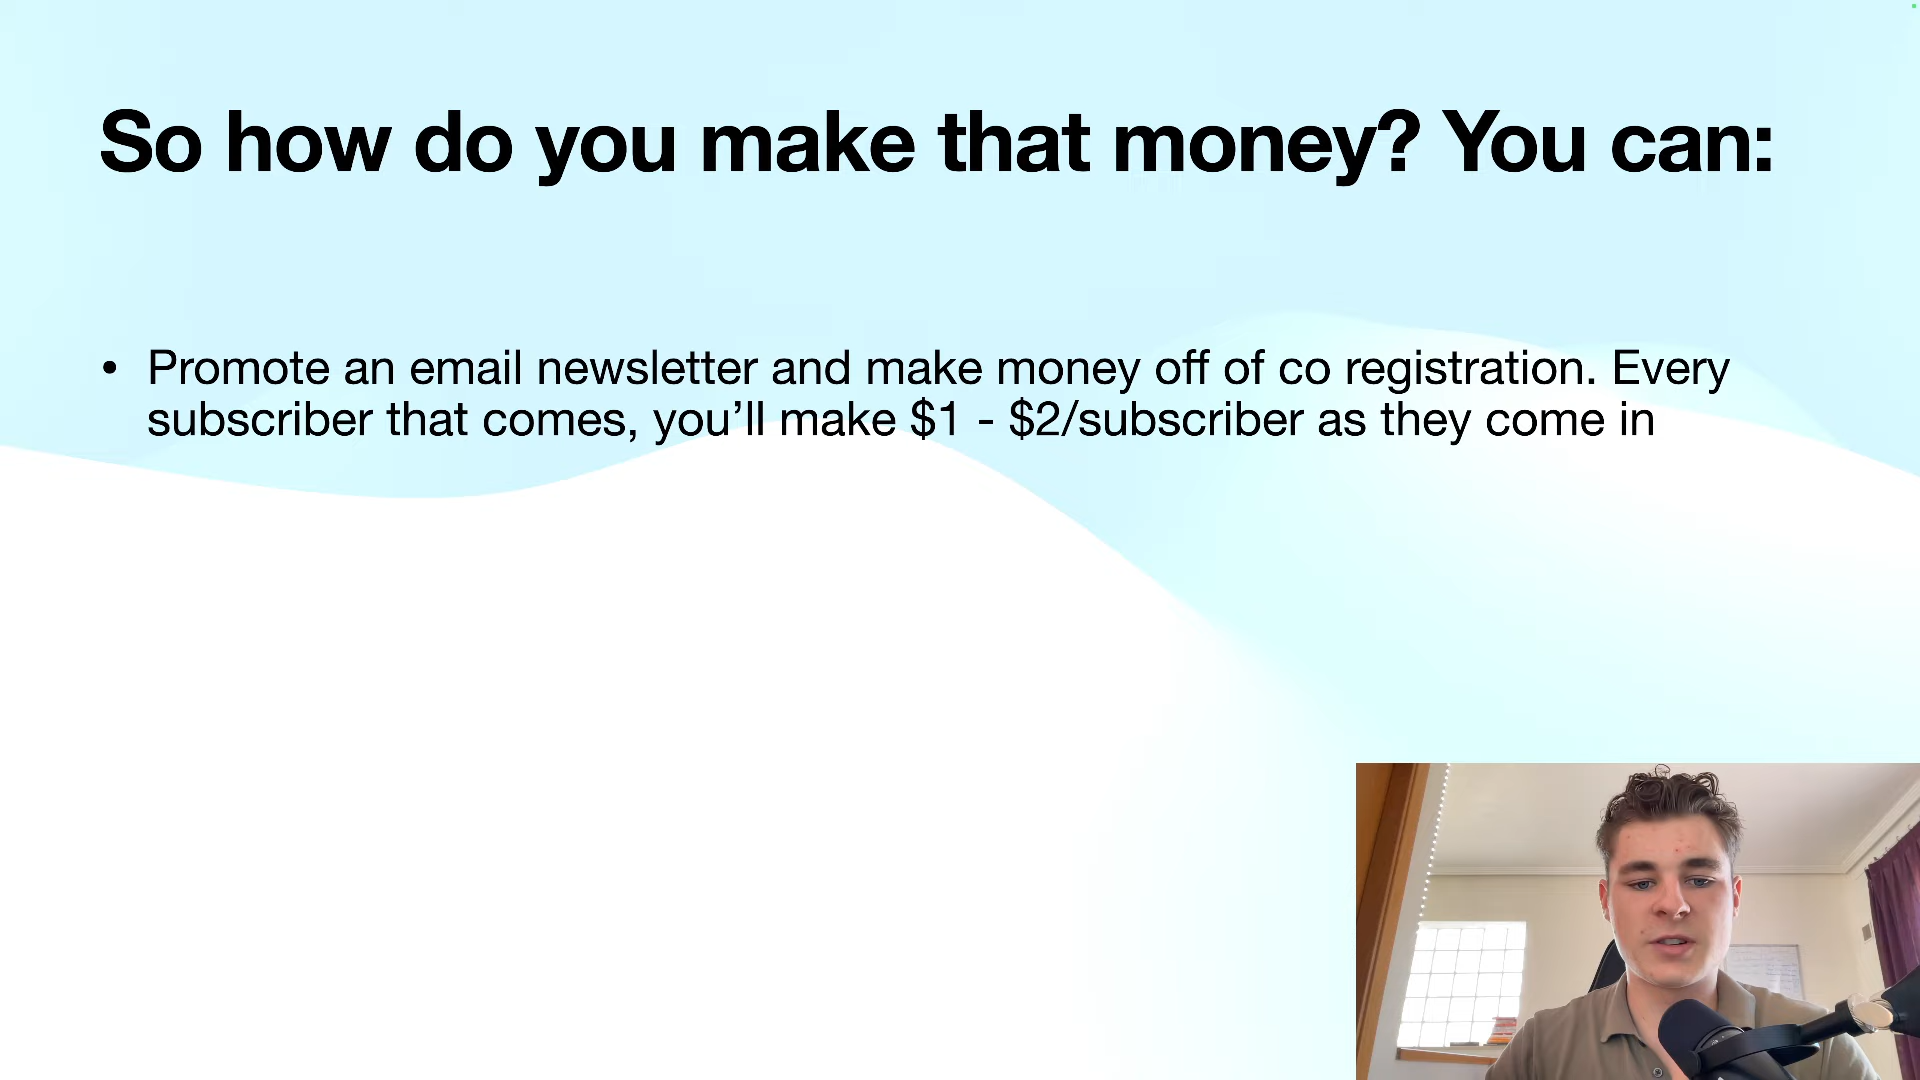 So how do you make that money? You can:
• Promote an email newsletter and make money off of co registration. Every
subscriber that comes, you’ll make $1 - $2/subscriber as they come in